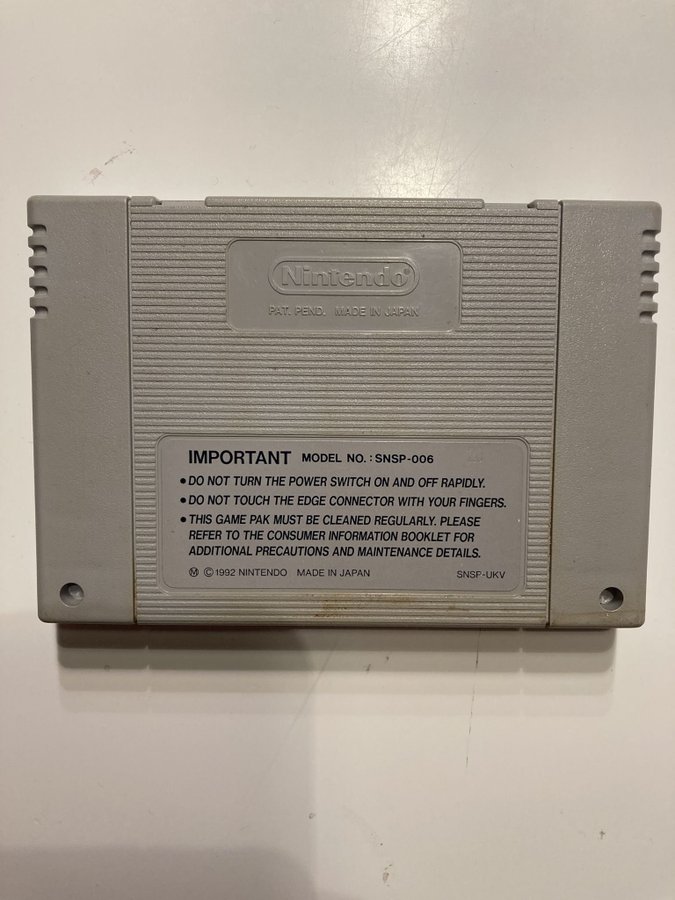 Nintendo®
PAT. PEND. MADE IN JAPAN
IMPORTANT MODEL NO. : SNSP-006
● DO NOT TURN THE POWER SWITCH ON AND OFF RAPIDLY.
● DO NOT TOUCH THE EDGE CONNECTOR WITH YOUR FINGERS.
● THIS GAME PAK MUST BE CLEANED REGULARLY. PLEASE
REFER TO THE CONSUMER INFORMATION BOOKLET FOR
ADDITIONAL PRECAUTIONS AND MAINTENANCE DETAILS.
Ⓜ ©1992 NINTENDO MADE IN JAPAN SNSP-UKV